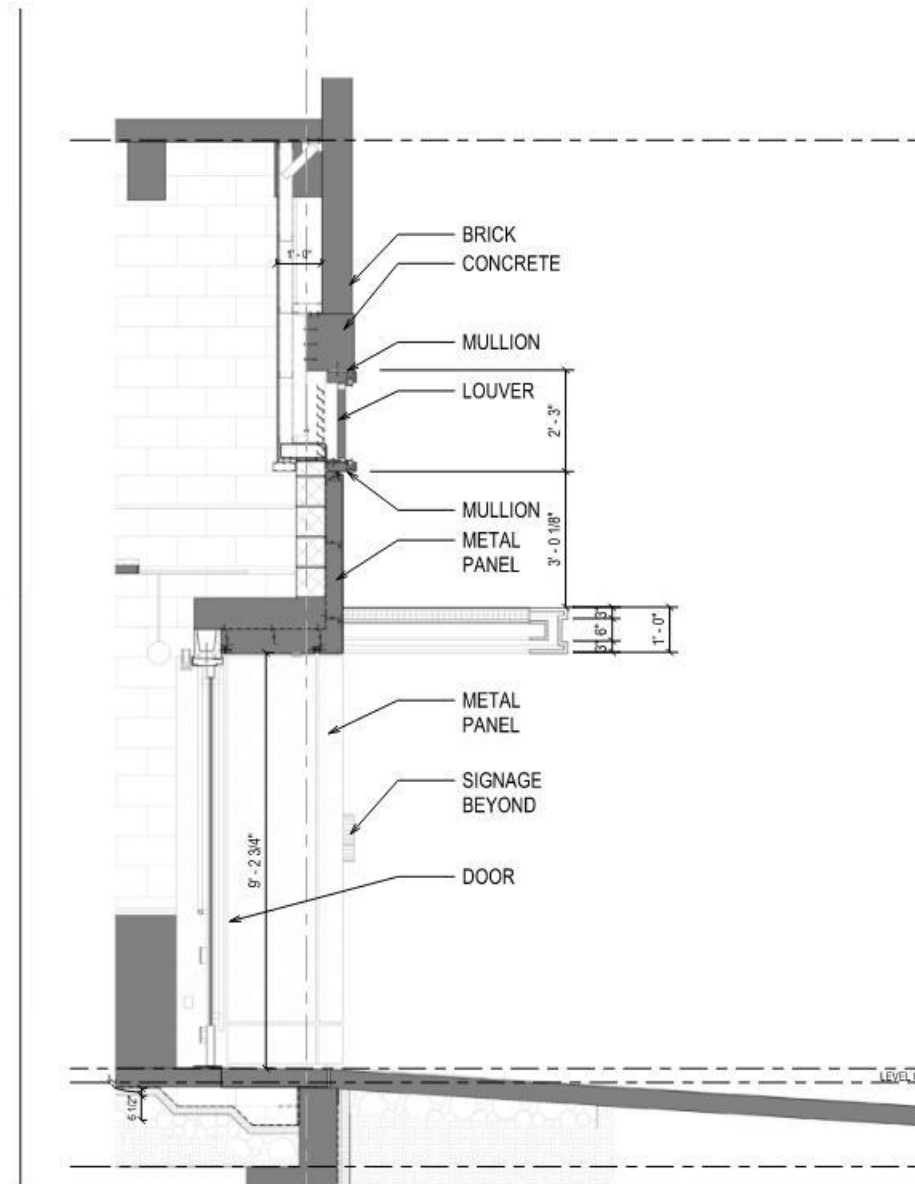 BRICK
1' - 0"
CONCRETE
MULLION
LOUVER
2' - 3"
MULLION
METAL
PANEL
3' - 0 1/8"
3"
6"
3"
1' - 0"
METAL
PANEL
SIGNAGE
BEYOND
9' - 2 3/4"
DOOR
LEVEL
6 1/2"